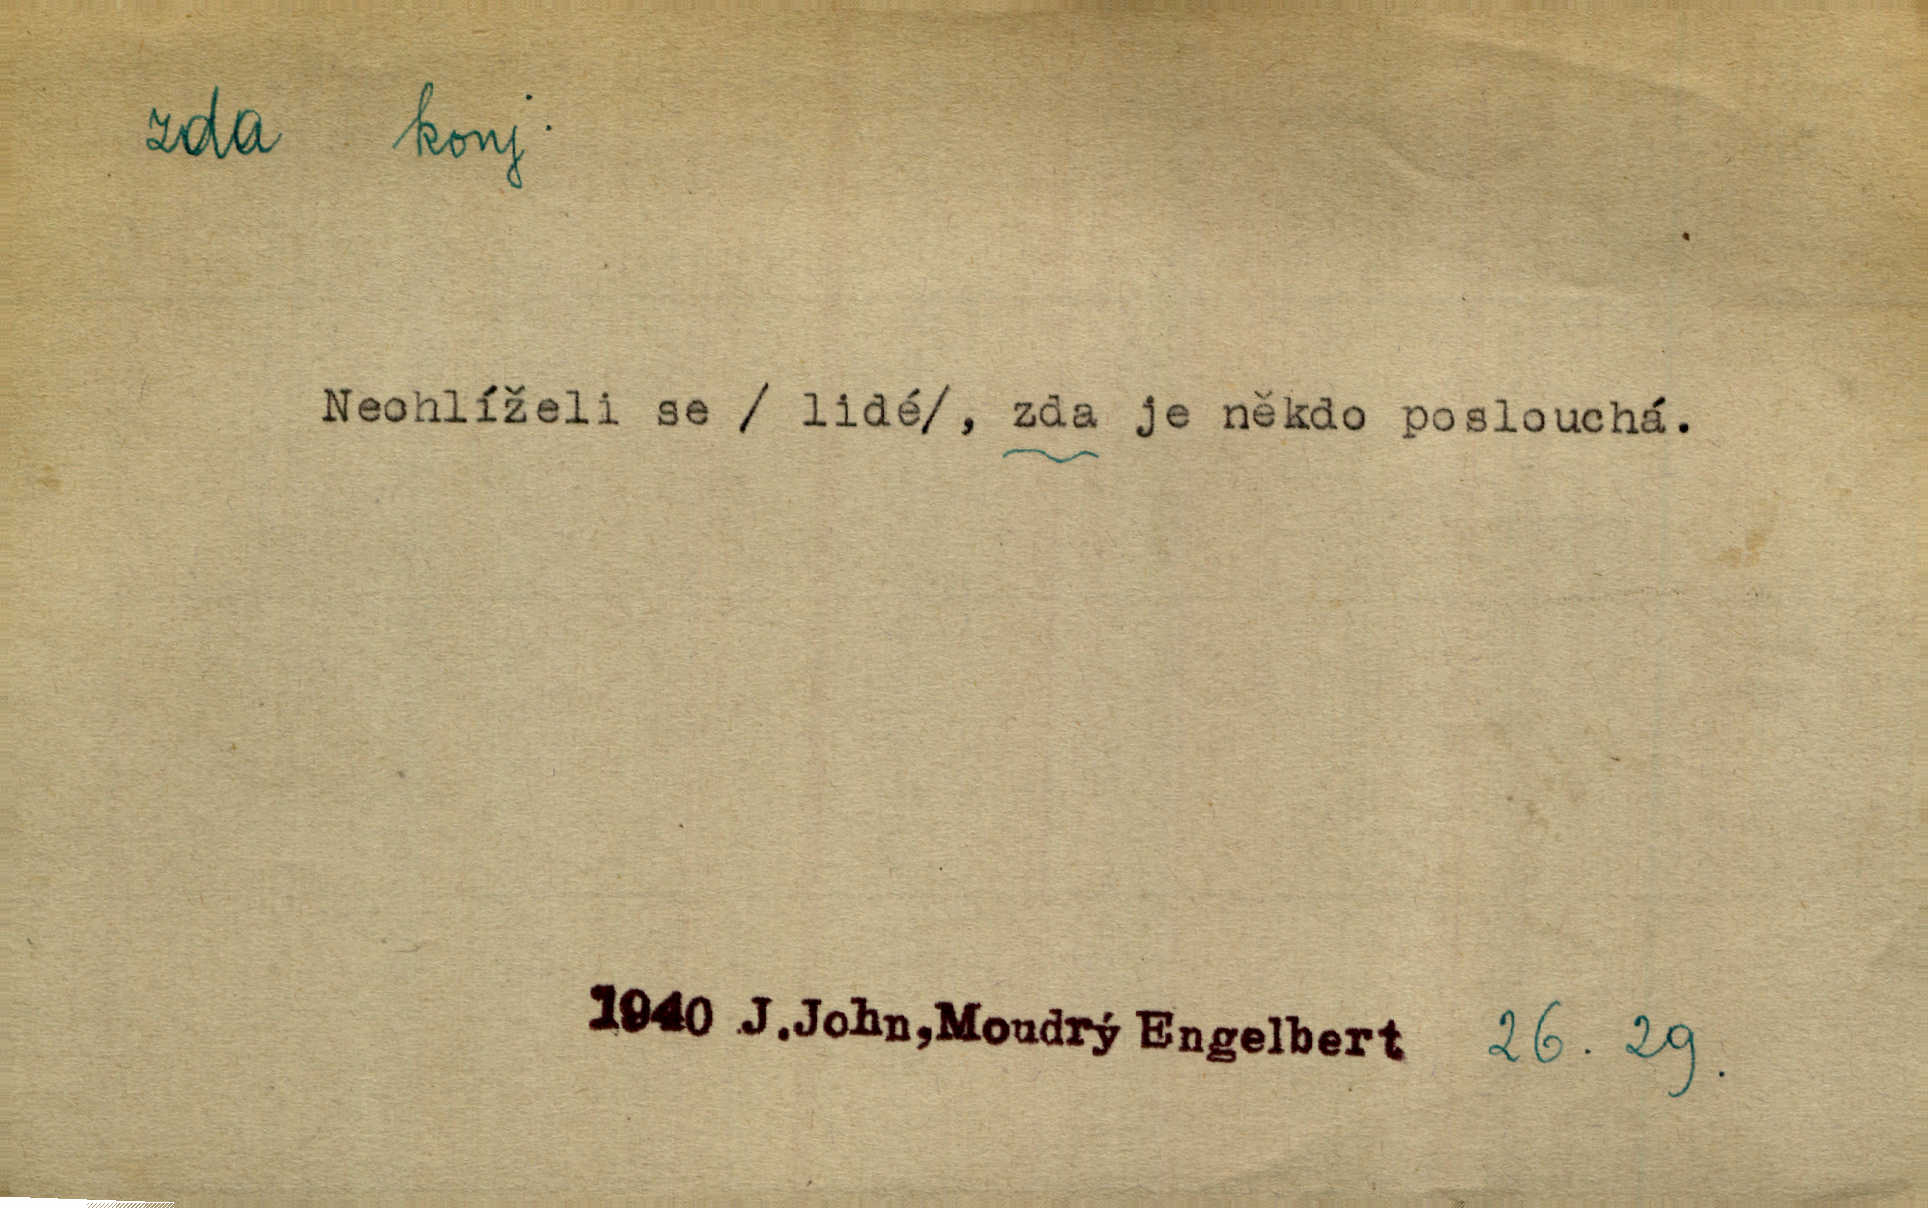 zda konj.
Neohlíželi se / lidé/, zda je někdo poslouchá.
1940 J.John,Moudrý Engelbert 26. 29.